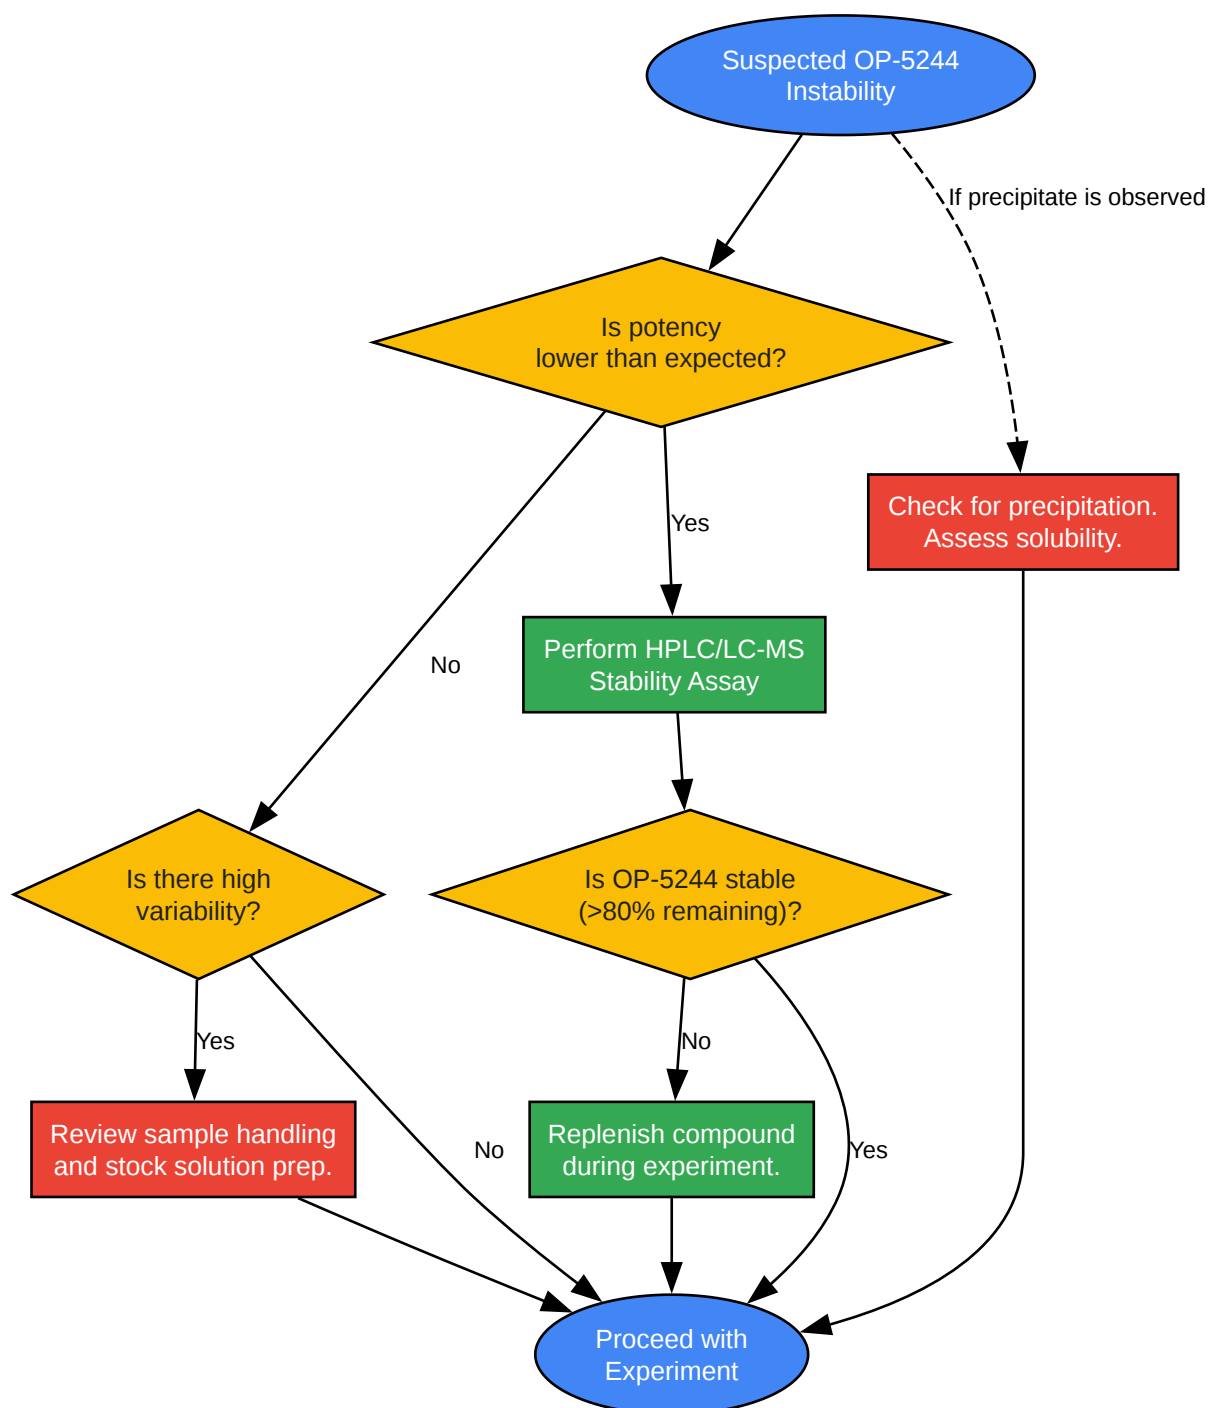 Suspected OP-5244
Instability
If precipitate is observed
Is potency
lower than expected?
Check for precipitation.
Assess solubility.
Yes
Perform HPLC/LC-MS
Stability Assay
No
Is there high
variability?
Is OP-5244 stable
(>80% remaining)?
Yes
No
Review sample handling
and stock solution prep.
No
Replenish compound
during experiment.
Yes
Proceed with
Experiment